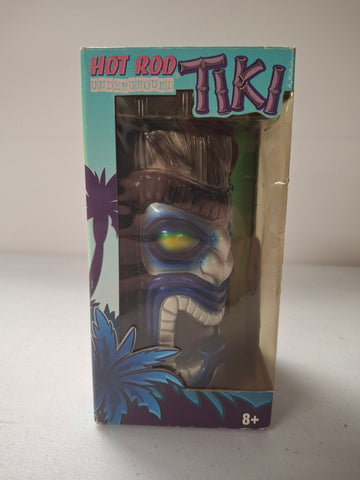 HOT ROD
UNDERGROUND
TIKI
8+